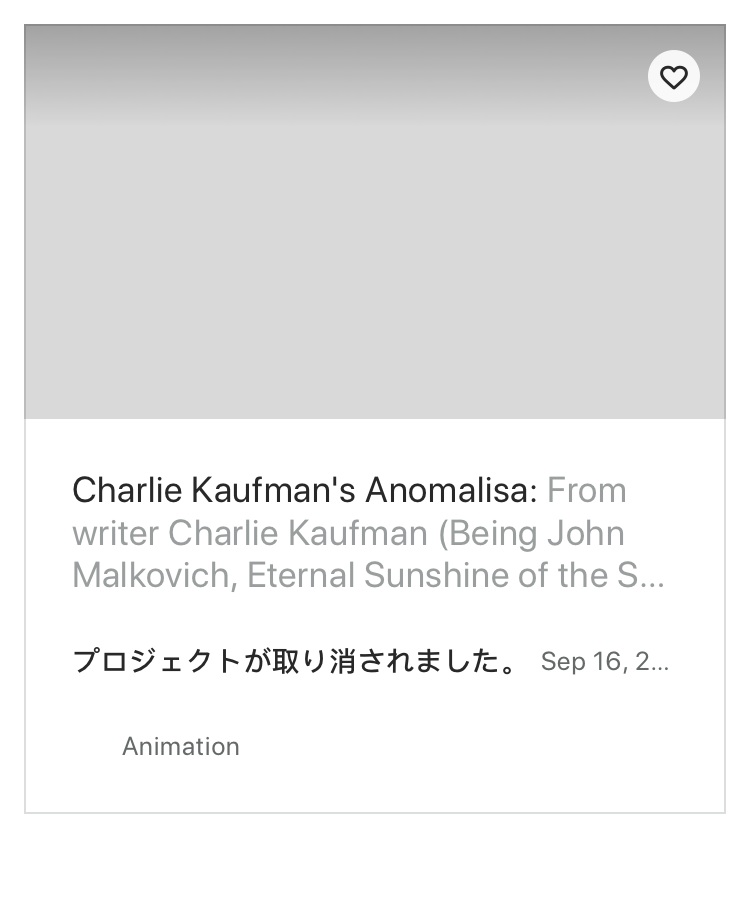 Charlie Kaufman's Anomalisa: From
writer Charlie Kaufman (Being John
Malkovich, Eternal Sunshine of the S...
プロジェクトが取り消されました。 Sep 16, 2...
Animation